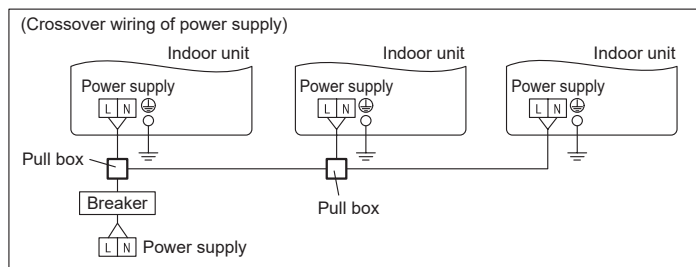 (Crossover wiring of power supply)
Indoor unit
Indoor unit
Indoor unit
Power supply
Power supply
Power supply
L N
L N
L N
Pull box
Pull box
Breaker
L N Power supply